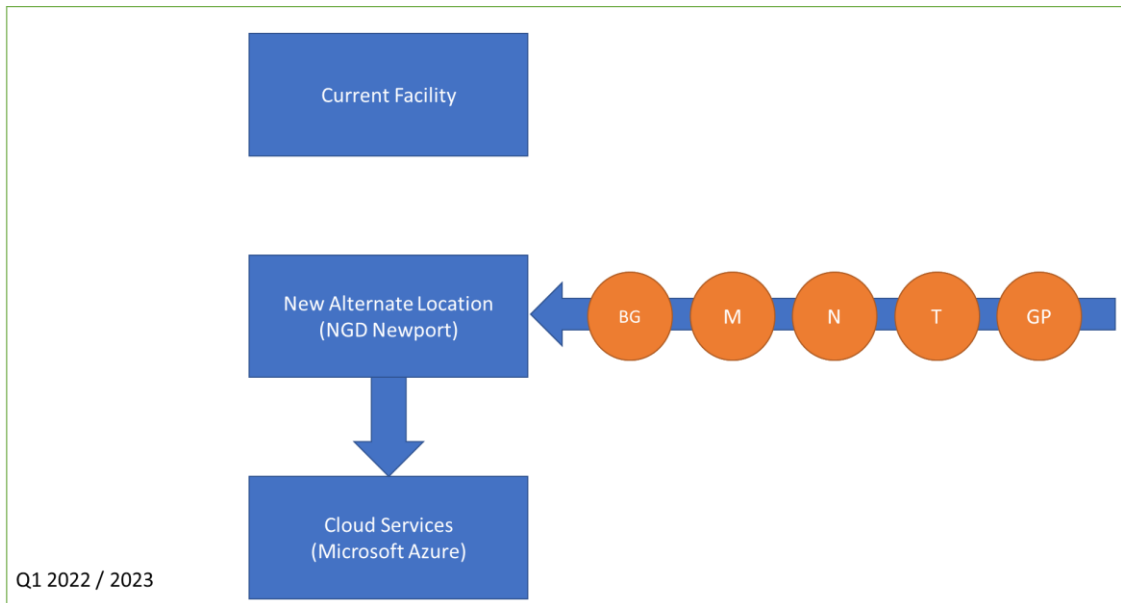 Current Facility
New Alternate Location
(NGD Newport)
BG
M
N
T
GP
Cloud Services
(Microsoft Azure)
Q1 2022 / 2023